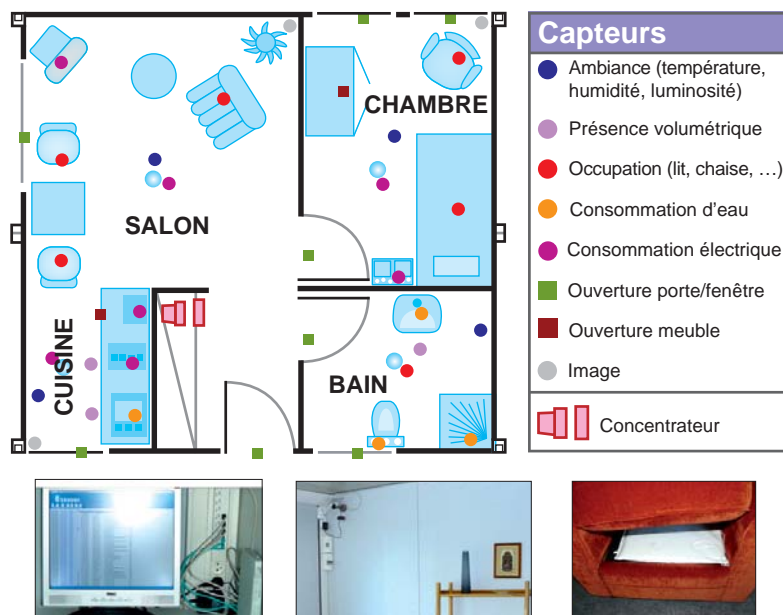 SALON
CHAMBRE
CUISINE
BAIN
Capteurs
Ambiance (température,
humidité, luminosité)
Présence volumétrique
Occupation (lit, chaise, …)
Consommation d'eau
Consommation électrique
Ouverture porte/fenêtre
Ouverture meuble
Image
Concentrateur